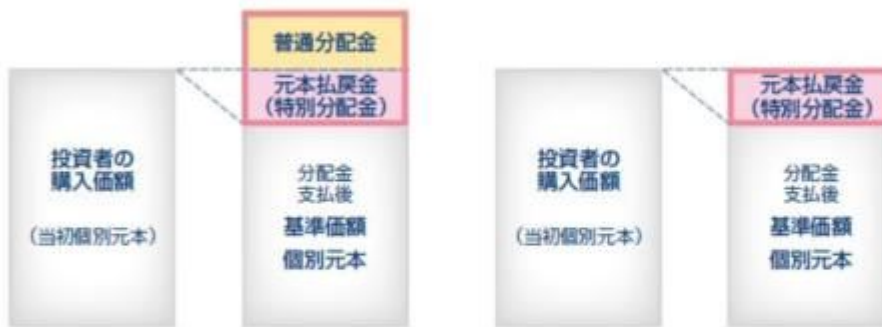 普通分配金
元本払戻金
(特別分配金)
投資者の
購入価額
(当初個別元本)
分配金
支払後
基準価額
個別元本
元本払戻金
(特別分配金)
投資者の
購入価額
(当初個別元本)
分配金
支払後
基準価額
個別元本